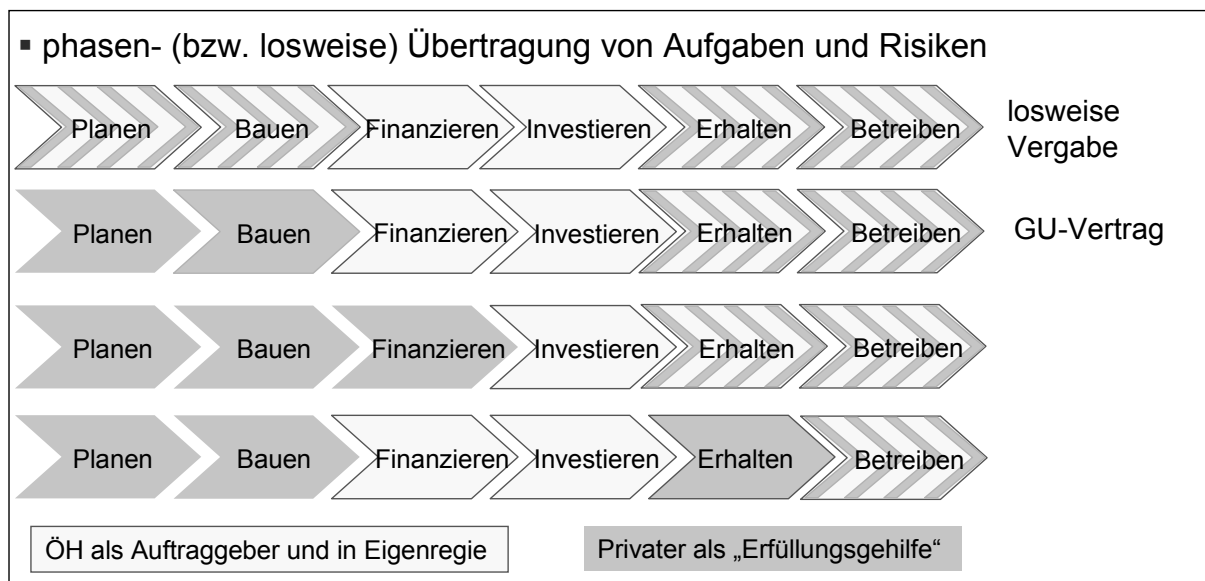 ▪ phasen- (bzw. losweise) Übertragung von Aufgaben und Risiken
Planen Bauen Finanzieren Investieren Erhalten Betreiben losweise
Vergabe
Planen Bauen Finanzieren Investieren Erhalten Betreiben GU-Vertrag
Planen Bauen Finanzieren Investieren Erhalten Betreiben
Planen Bauen Finanzieren Investieren Erhalten Betreiben
ÖH als Auftraggeber und in Eigenregie Privater als „Erfüllungsgehilfe“